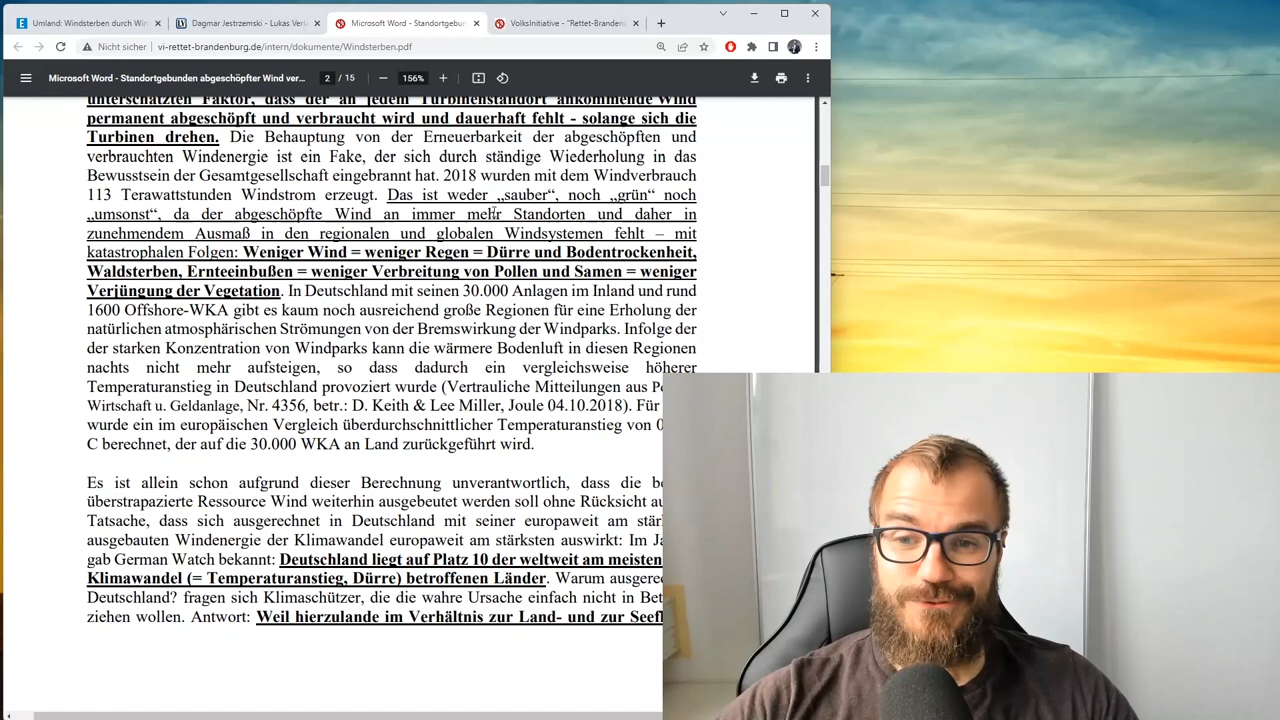 Umland: Windsterben durch Win
Dagmar Jestrzemski - Lukas Verl
Microsoft Word - Standortgebun
VolksInitiative - "Rettet-Brandenb
Nicht sicher
vi-rettet-brandenburg.de/intern/dokumente/Windsterben.pdf
Microsoft Word - Standortgebunden abgeschöpfter Wind ver...
2 / 15
156%
unterschätzten Faktor, dass der an jedem Turbinenstandort ankommende Wind
permanent abgeschöpft und verbraucht wird und dauerhaft fehlt - solange sich die
Turbinen drehen. Die Behauptung von der Erneuerbarkeit der abgeschöpften und
verbrauchten Windenergie ist ein Fake, der sich durch ständige Wiederholung in das
Bewusstsein der Gesamtgesellschaft eingebrannt hat. 2018 wurden mit dem Windverbrauch
113 Terawattstunden Windstrom erzeugt. Das ist weder „sauber“, noch „grün“ noch
„umsonst“, da der abgeschöpfte Wind an immer mehr Standorten und daher in
zunehmendem Ausmaß in den regionalen und globalen Windsystemen fehlt – mit
katastrophalen Folgen: Weniger Wind = weniger Regen = Dürre und Bodentrockenheit,
Waldsterben, Ernteeinbußen = weniger Verbreitung von Pollen und Samen = weniger
Verjüngung der Vegetation. In Deutschland mit seinen 30.000 Anlagen im Inland und rund
1600 Offshore-WKA gibt es kaum noch ausreichend große Regionen für eine Erholung der
natürlichen atmosphärischen Strömungen von der Bremswirkung der Windparks. Infolge der
der starken Konzentration von Windparks kann die wärmere Bodenluft in diesen Regionen
nachts nicht mehr aufsteigen, so dass dadurch ein vergleichsweise höherer
Temperaturanstieg in Deutschland provoziert wurde (Vertrauliche Mitteilungen aus Po
Wirtschaft u. Geldanlage, Nr. 4356, betr.: D. Keith & Lee Miller, Joule 04.10.2018). Für
wurde ein im europäischen Vergleich überdurchschnittlicher Temperaturanstieg von 0
C berechnet, der auf die 30.000 WKA an Land zurückgeführt wird.
Es ist allein schon aufgrund dieser Berechnung unverantwortlich, dass die be
überstrapazierte Ressource Wind weiterhin ausgebeutet werden soll ohne Rücksicht au
Tatsache, dass sich ausgerechnet in Deutschland mit seiner europaweit am stär
ausgebauten Windenergie der Klimawandel europaweit am stärksten auswirkt: Im Ja
gab German Watch bekannt: Deutschland liegt auf Platz 10 der weltweit am meisten
Klimawandel (= Temperaturanstieg, Dürre) betroffenen Länder. Warum ausgerec
Deutschland? fragen sich Klimaschützer, die die wahre Ursache einfach nicht in Bet
ziehen wollen. Antwort: Weil hierzulande im Verhältnis zur Land- und zur Seefl